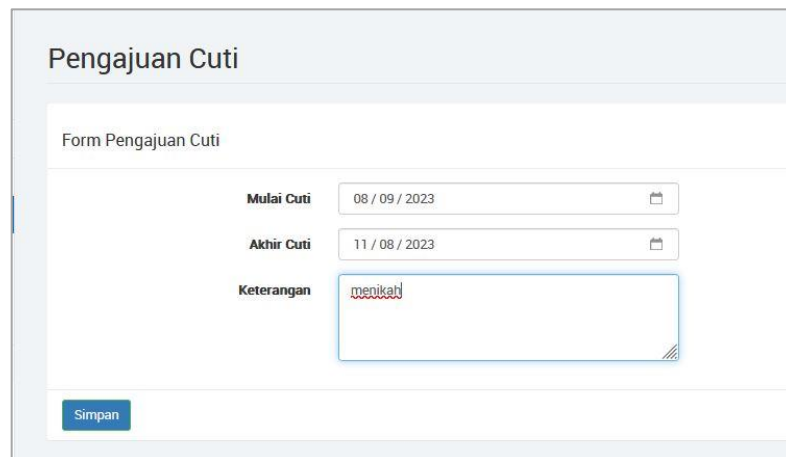 Pengajuan Cuti
Form Pengajuan Cuti
Mulai Cuti 08 / 09 / 2023
Akhir Cuti 11 / 08 / 2023
Keterangan menikah
Simpan